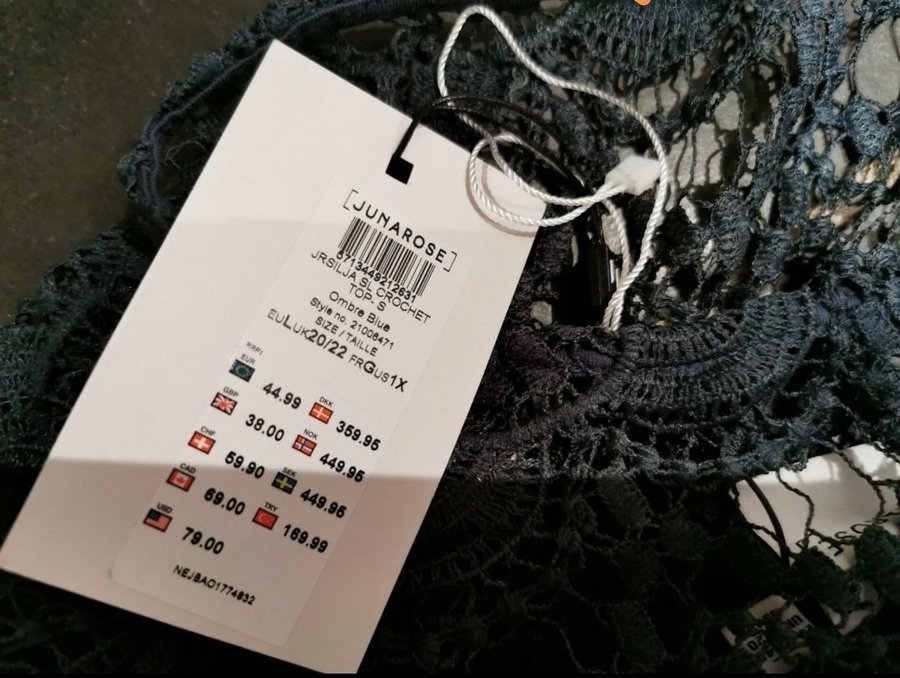 [JUNAROSE]
5713449212631
JRSILJA SL CROCHET
TOP- S
Ombre Blue
Style no. 21006471
SIZE / TAILLE
EULUK20/22 FRGUS1X
RRP
EUR 44.99 DKK 359.95
GBP 38.00 NOK 449.95
CHF 59.90 SEK 449.95
CAD 69.00 TRY 169.99
USD 79.00
NEJBAO1774832